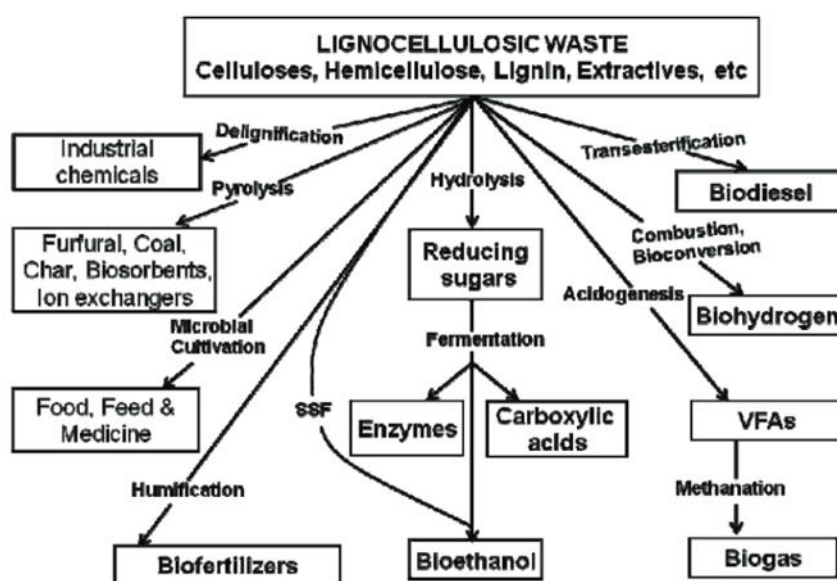 LIGNOCELLULOSIC WASTE
Celluloses, Hemicellulose, Lignin, Extractives, etc
Delignification
Industrial
chemicals
Pyrolysis
Furfural, Coal,
Char, Biosorbents,
Ion exchangers
Microbial
Cultivation
Food, Feed &
Medicine
Humification
Biofertilizers
SSF
Hydrolysis
Reducing
sugars
Fermentation
Enzymes
Carboxylic
acids
Bioethanol
Transesterification
Biodiesel
Combustion,
Bioconversion
Biohydrogen
Acidogenesis
VFAs
Methanation
Biogas